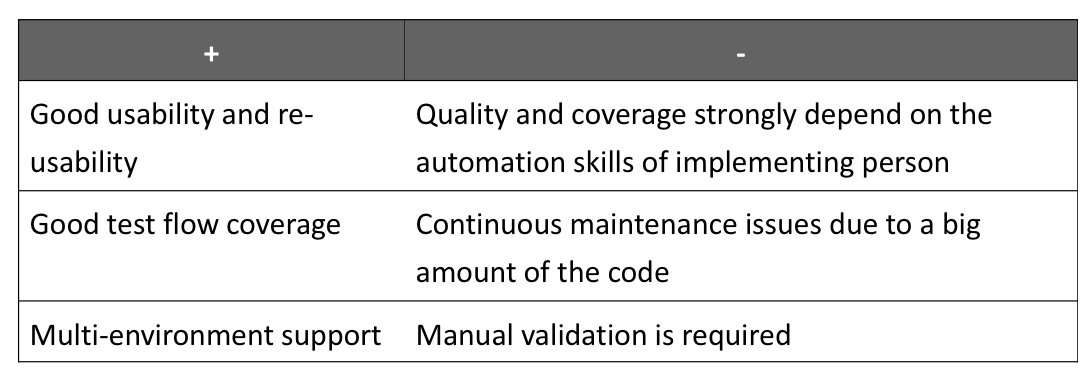 +
-
Good usability and re-
usability
Quality and coverage strongly depend on the
automation skills of implementing person
Good test flow coverage
Continuous maintenance issues due to a big
amount of the code
Multi-environment support
Manual validation is required